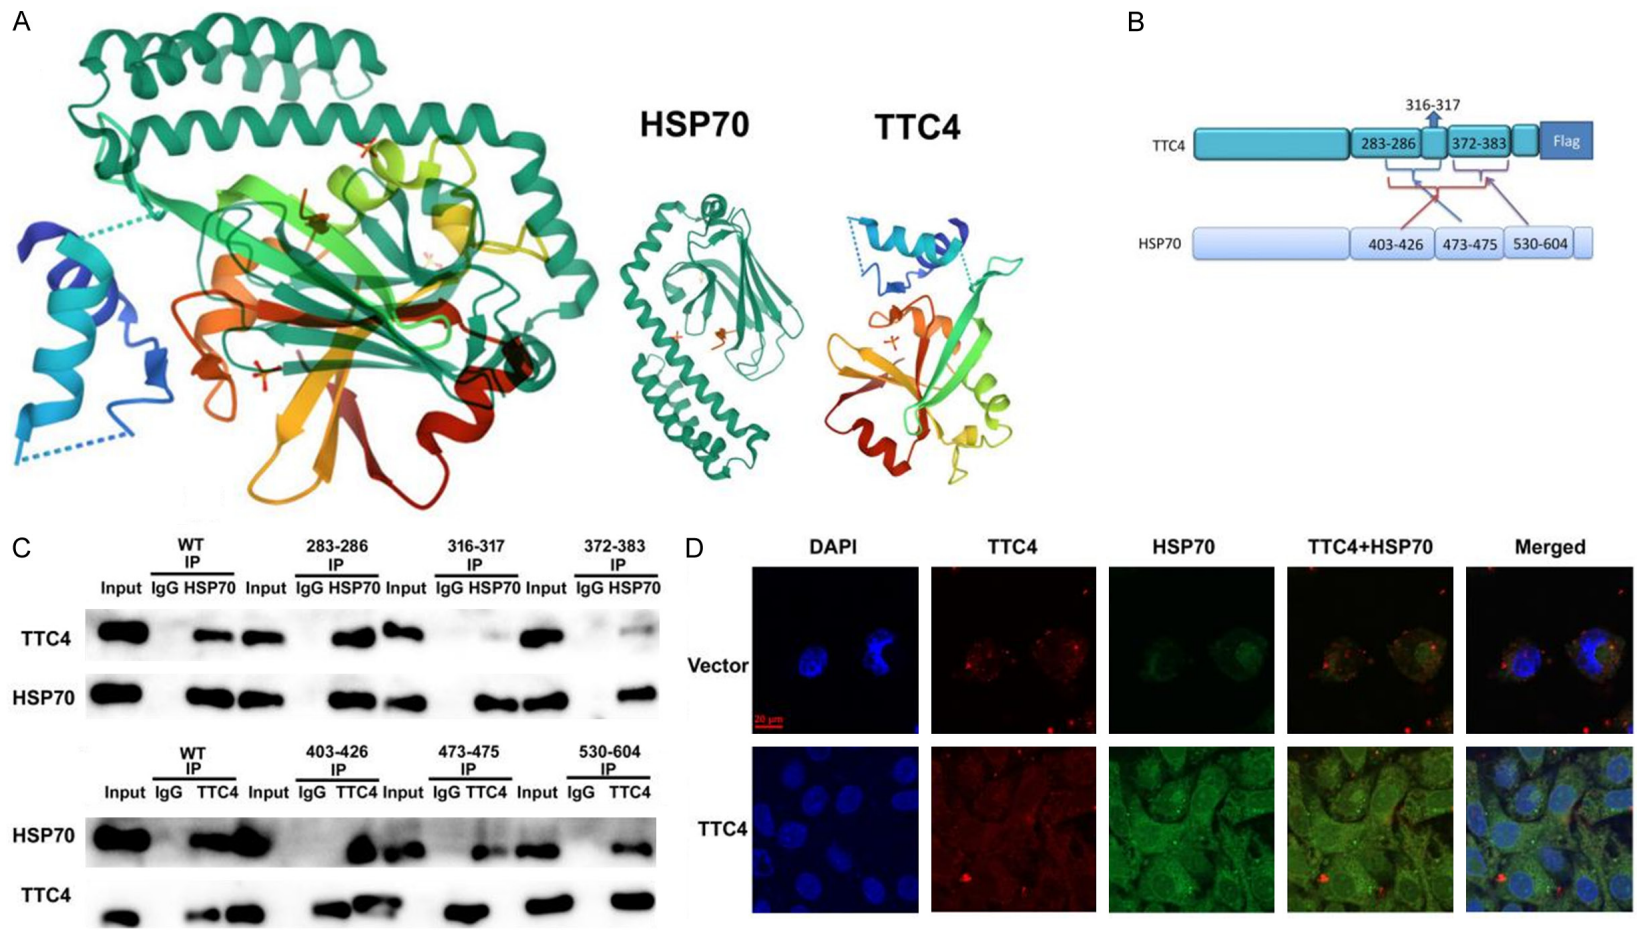 A
HSP70
TTC4
B
316-317
TTC4
283-286
372-383
Flag
HSP70
403-426
473-475
530-604
C
WT
283-286
316-317
372-383
IP
IP
IP
IP
Input IgG HSP70 Input IgG HSP70 Input IgG HSP70 Input IgG HSP70
TTC4
HSP70
WT
403-426
473-475
530-604
IP
IP
IP
IP
Input IgG TTC4 Input IgG TTC4 Input IgG TTC4 Input IgG TTC4
HSP70
TTC4
D
DAPI
TTC4
HSP70
TTC4+HSP70
Merged
Vector
20 μm
TTC4